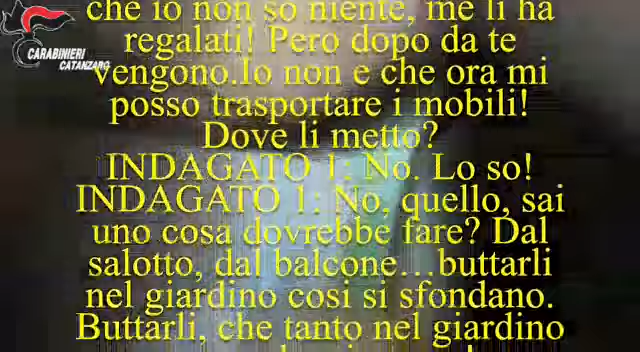 che io non so niente, me li ha
regalati! Pero dopo da te
vengono.Io non e che ora mi
posso trasportare i mobili!
Dove li metto?
INDAGATO 1: No. Lo so!
INDAGATO 1: No, quello, sai
uno cosa dovrebbe fare? Dal
salotto, dal balcone…buttarli
nel giardino cosi si sfondano.
Buttarli, che tanto nel giardino
CARABINIERI
CATANZARO